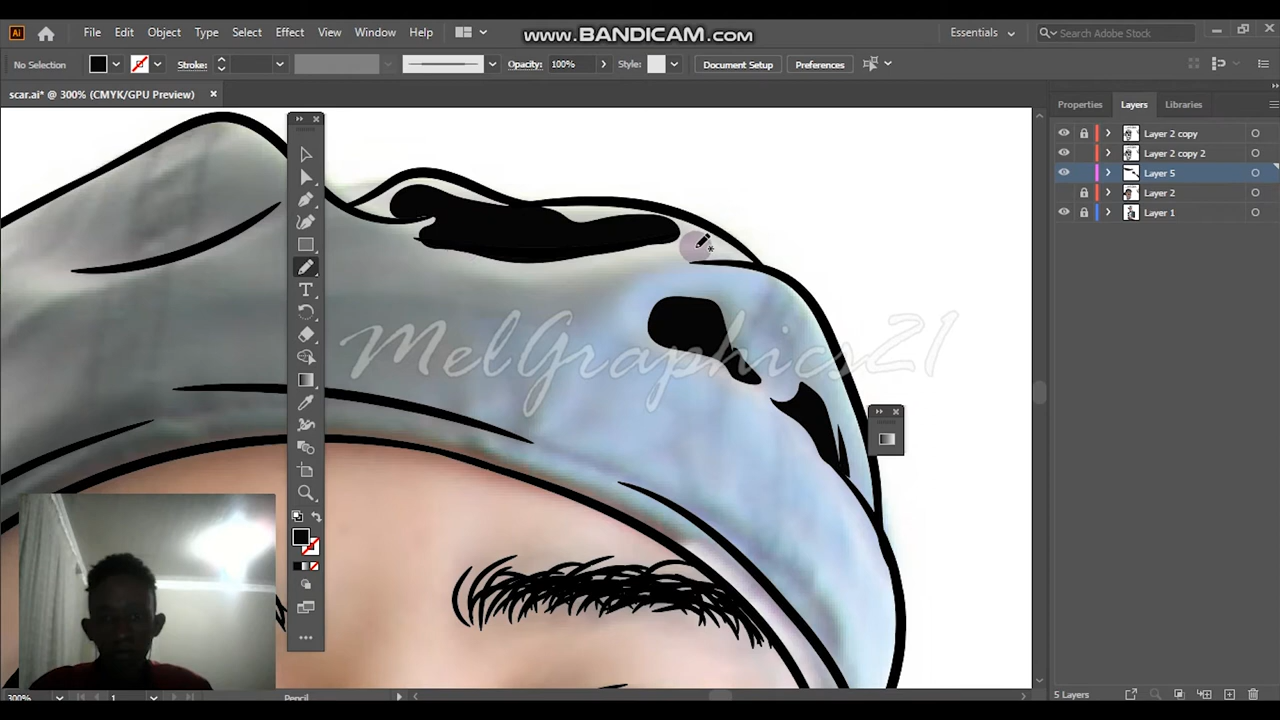 www.BANDICAM.com
Ai File Edit Object Type Select Effect View Window Help Essentials Search Adobe Stock
No Selection Stroke: Opacity: 100% Style: Document Setup Preferences
scar.ai* @ 300% (CMYK/GPU Preview)
Properties Layers Libraries
Layer 2 copy
Layer 2 copy 2
Layer 5
Layer 2
Layer 1
MelGraphics21
300% 1 Pencil 5 Layers